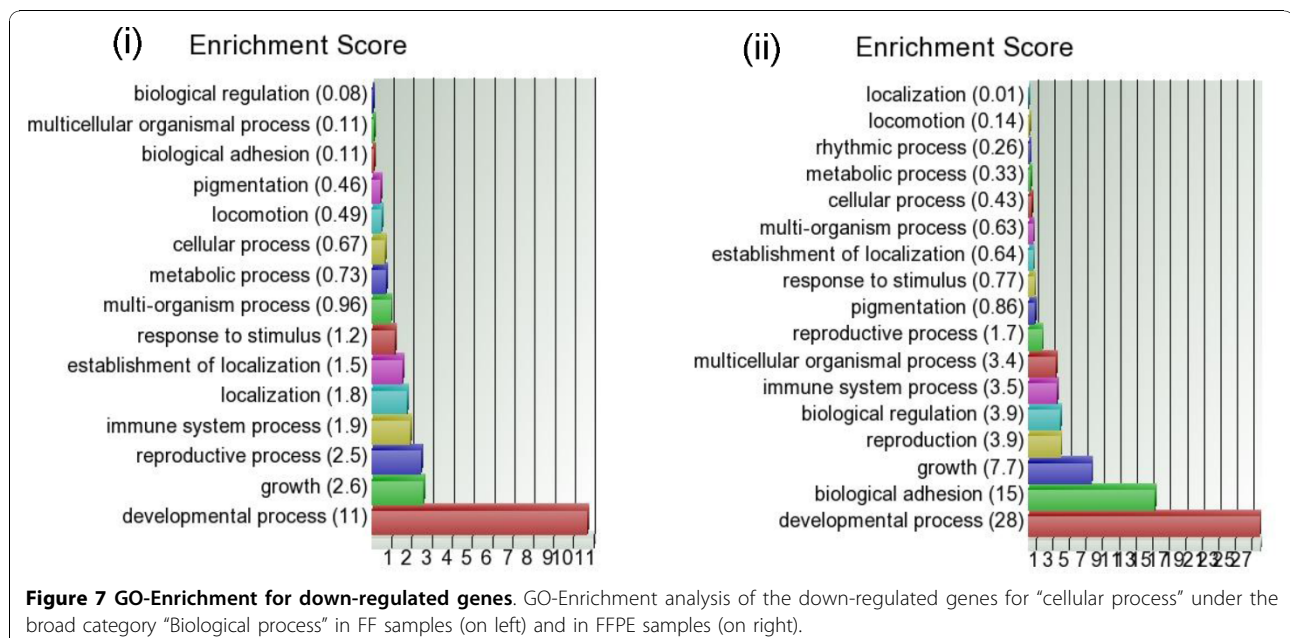 (i) Enrichment Score
biological regulation (0.08)
multicellular organismal process (0.11)
biological adhesion (0.11)
pigmentation (0.46)
locomotion (0.49)
cellular process (0.67)
metabolic process (0.73)
multi-organism process (0.96)
response to stimulus (1.2)
establishment of localization (1.5)
localization (1.8)
immune system process (1.9)
reproductive process (2.5)
growth (2.6)
developmental process (11)
1 2 3 4 5 6 7 8 9 10 11
(ii) Enrichment Score
localization (0.01)
locomotion (0.14)
rhythmic process (0.26)
metabolic process (0.33)
cellular process (0.43)
multi-organism process (0.63)
establishment of localization (0.64)
response to stimulus (0.77)
pigmentation (0.86)
reproductive process (1.7)
multicellular organismal process (3.4)
immune system process (3.5)
biological regulation (3.9)
reproduction (3.9)
growth (7.7)
biological adhesion (15)
developmental process (28)
1 3 5 7 9 11 13 15 17 19 21 23 25 27
Figure 7 GO-Enrichment for down-regulated genes. GO-Enrichment analysis of the down-regulated genes for “cellular process” under the
broad category “Biological process” in FF samples (on left) and in FFPE samples (on right).